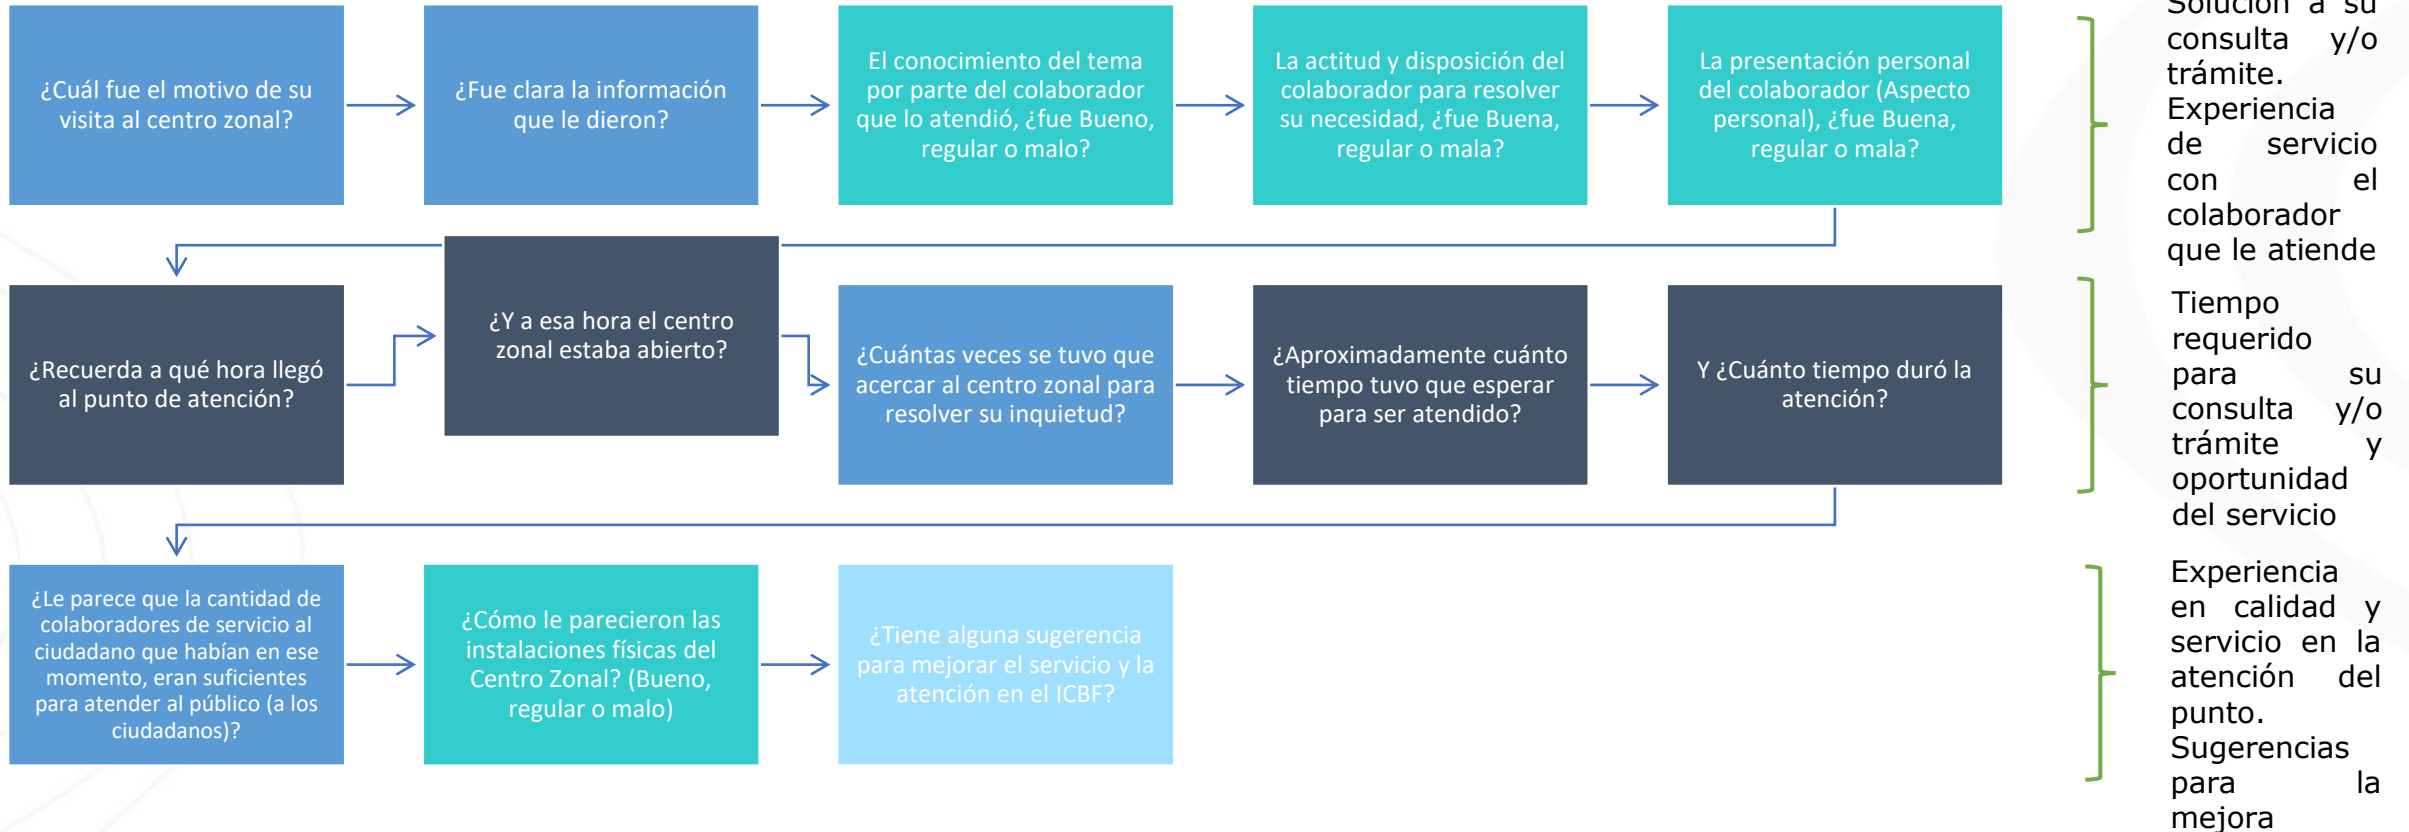 ¿Cuál fue el motivo de su
visita al centro zonal?
¿Fue clara la información
que le dieron?
El conocimiento del tema
por parte del colaborador
que lo atendió, ¿fue Bueno,
regular o malo?
La actitud y disposición del
colaborador para resolver
su necesidad, ¿fue Buena,
regular o mala?
La presentación personal
del colaborador (Aspecto
personal), ¿fue Buena,
regular o mala?
Solución a su
consulta y/o
trámite.
Experiencia
de servicio
con el
colaborador
que le atiende
¿Recuerda a qué hora llegó
al punto de atención?
¿Y a esa hora el centro
zonal estaba abierto?
¿Cuántas veces se tuvo que
acercar al centro zonal para
resolver su inquietud?
¿Aproximadamente cuánto
tiempo tuvo que esperar
para ser atendido?
Y ¿Cuánto tiempo duró la
atención?
Tiempo
requerido
para su
consulta y/o
trámite y
oportunidad
del servicio
¿Le parece que la cantidad de
colaboradores de servicio al
ciudadano que habían en ese
momento, eran suficientes
para atender al público (a los
ciudadanos)?
¿Cómo le parecieron las
instalaciones físicas del
Centro Zonal? (Bueno,
regular o malo)
¿Tiene alguna sugerencia
para mejorar el servicio y la
atención en el ICBF?
Experiencia
en calidad y
servicio en la
atención del
punto.
Sugerencias
para la
mejora